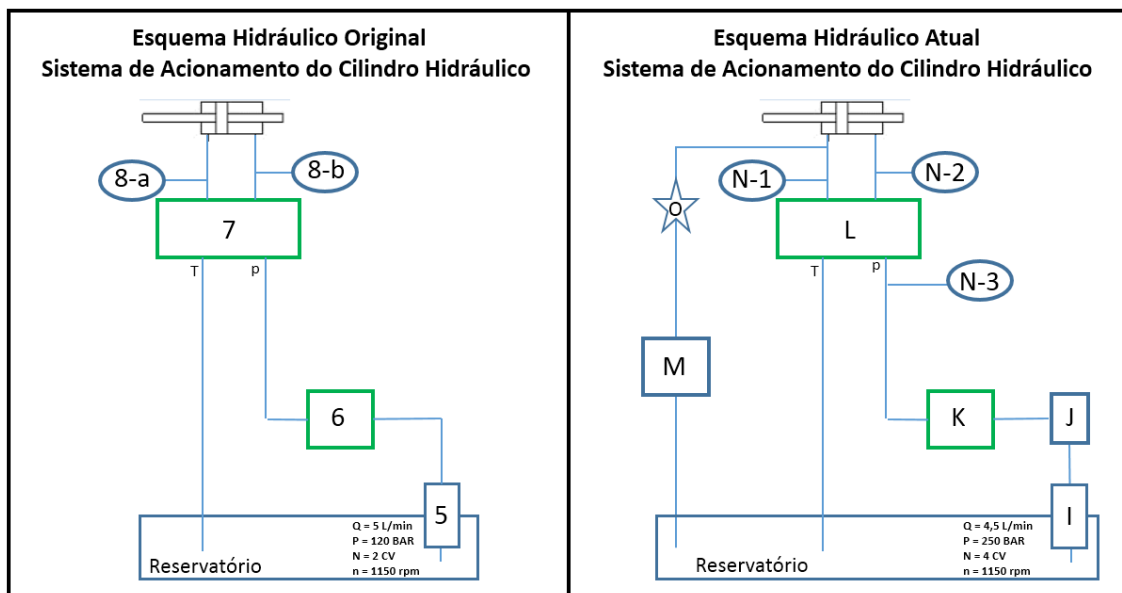 Esquema Hidráulico Original
Sistema de Acionamento do Cilindro Hidráulico
8-a
8-b
7
T
p
6
5
Q = 5 L/min
P = 120 BAR
N = 2 CV
n = 1150 rpm
Reservatório
Esquema Hidráulico Atual
Sistema de Acionamento do Cilindro Hidráulico
N-1
N-2
O
L
T
p
N-3
M
K
J
I
Q = 4,5 L/min
P = 250 BAR
N = 4 CV
n = 1150 rpm
Reservatório